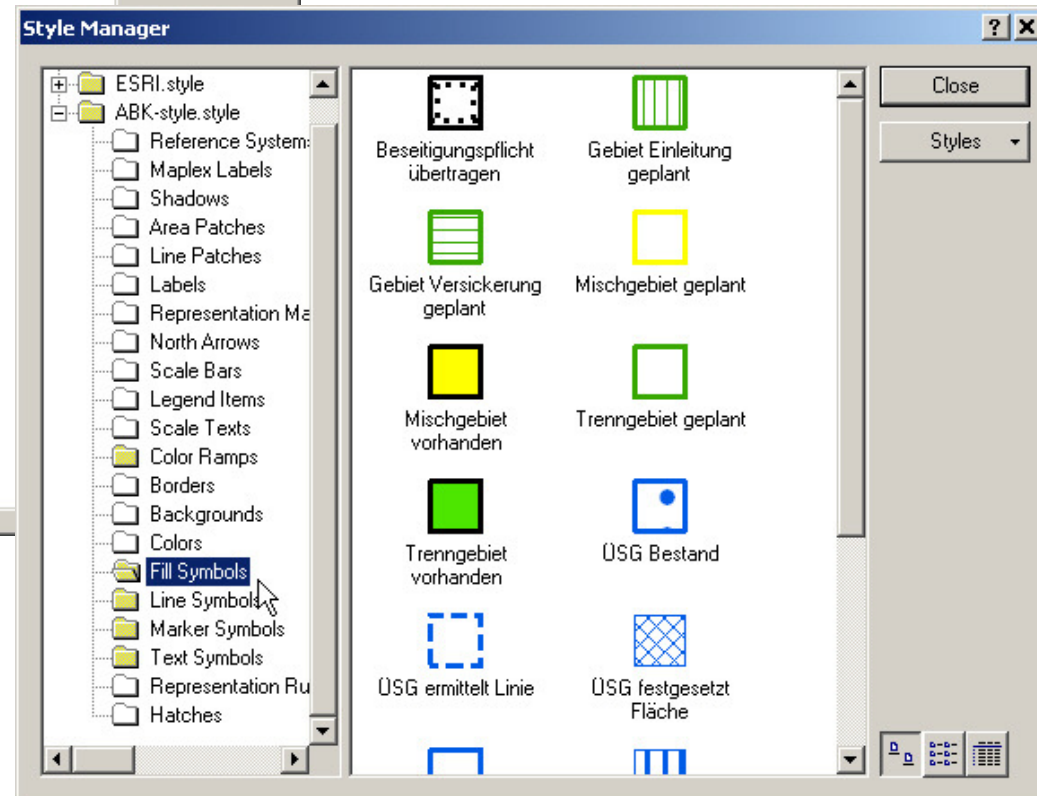 Style Manager
ESRI.style
ABK-style.style
Reference System
Maplex Labels
Shadows
Area Patches
Line Patches
Labels
Representation Ma
North Arrows
Scale Bars
Legend Items
Scale Texts
Color Ramps
Borders
Backgrounds
Colors
Fill Symbols
Line Symbols
Marker Symbols
Text Symbols
Representation Ru
Hatches
Beseitigungspflicht
übertragen
Gebiet Einleitung
geplant
Gebiet Versickerung
geplant
Mischgebiet geplant
Mischgebiet
vorhanden
Trenngebiet geplant
Trenngebiet
vorhanden
ÜSG Bestand
ÜSG ermittelt Linie
ÜSG festgesetzt
Fläche
Close
Styles